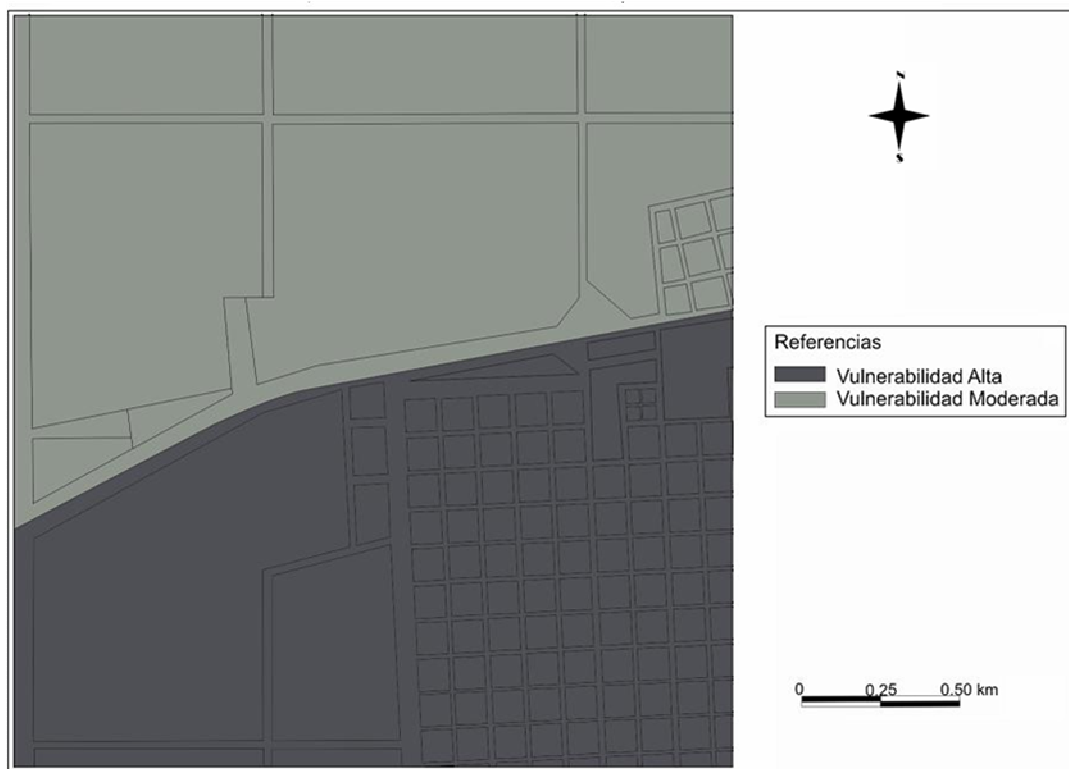 N
S
Referencias
Vulnerabilidad Alta
Vulnerabilidad Moderada
0 0,25 0,50 km